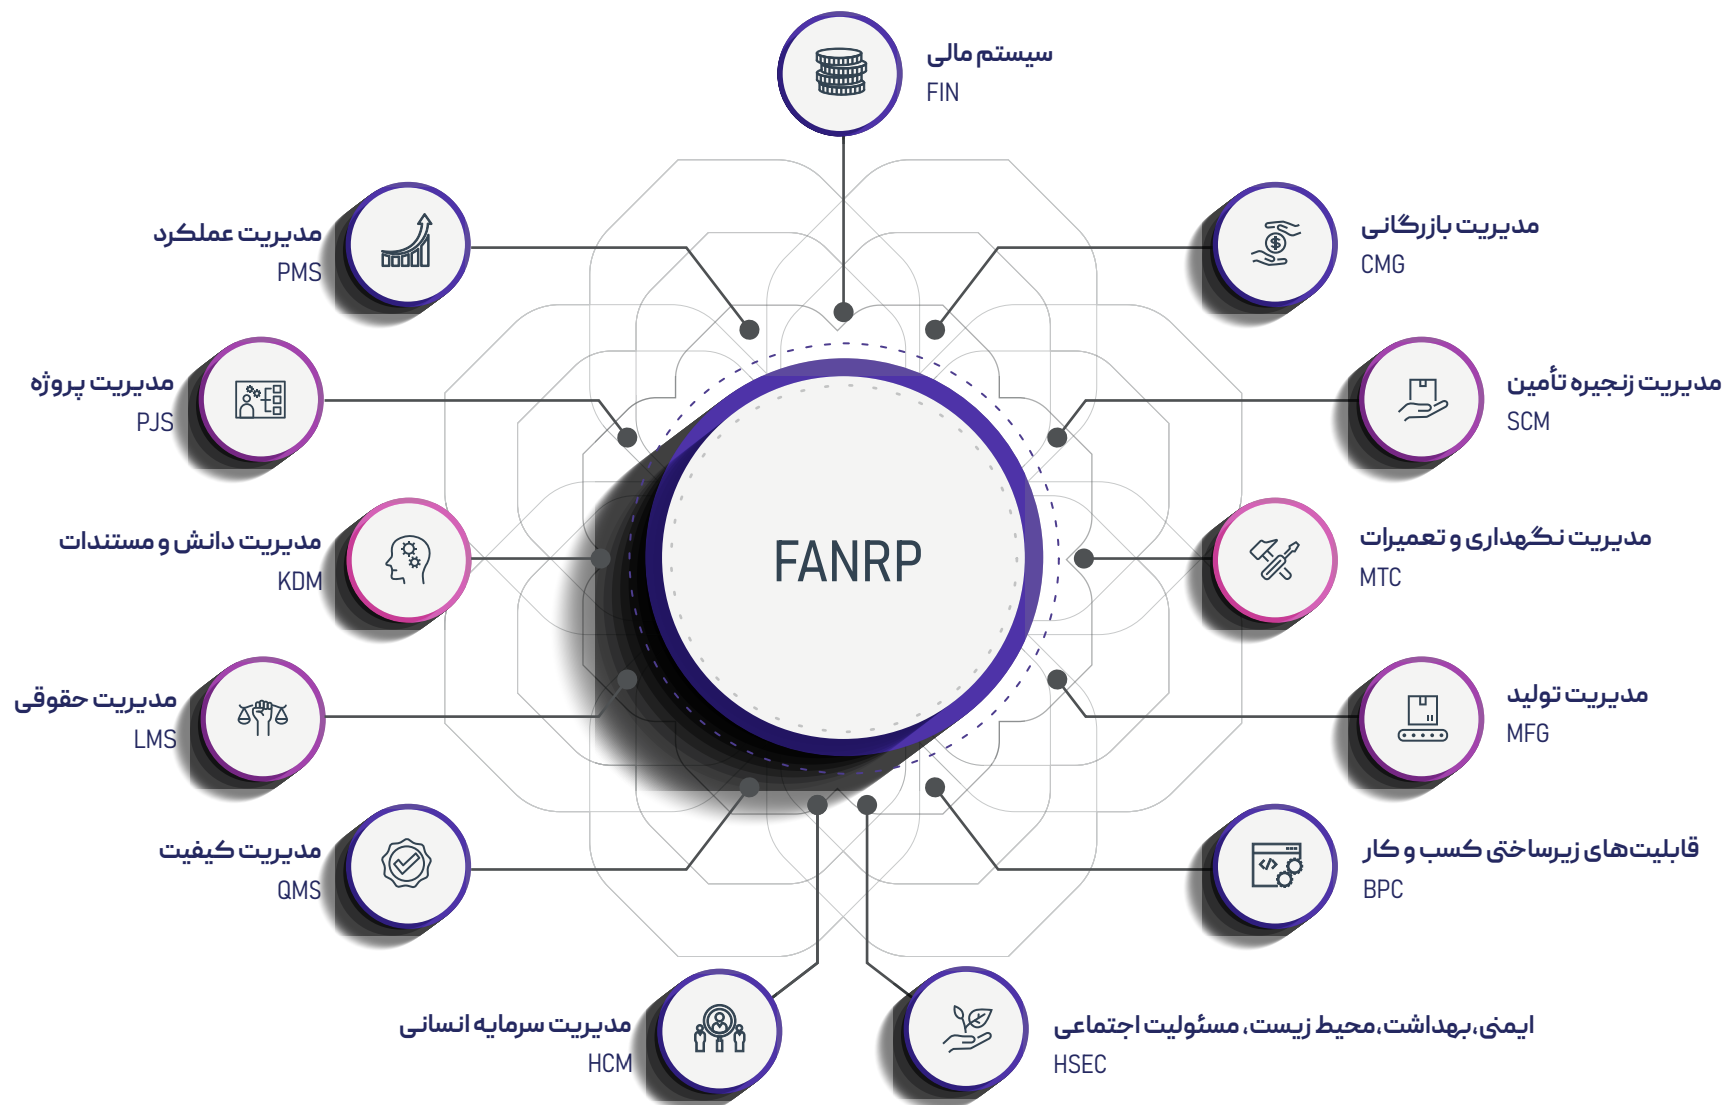 سیستم مالی
FIN
مدیریت بازرگانی
CMG
مدیریت عملکرد
PMS
مدیریت زنجیره تأمین
SCM
مدیریت پروژه
PJS
مدیریت نگهداری و تعمیرات
MTC
مدیریت دانش و مستندات
KDM
FANRP
مدیریت تولید
MFG
مدیریت حقوقی
LMS
قابلیت‌های زیرساختی کسب و کار
BPC
مدیریت کیفیت
QMS
ایمنی،بهداشت،محیط زیست، مسئولیت اجتماعی
HSEC
مدیریت سرمایه انسانی
HCM